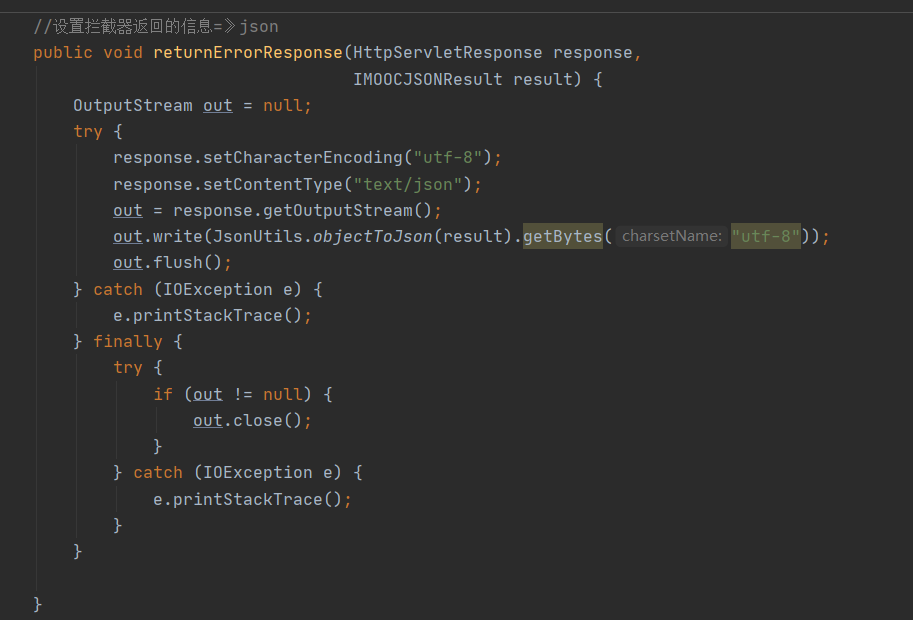 //设置拦截器返回的信息=》json
public void returnErrorResponse(HttpServletResponse response,
IMOOCJSONResult result) {
OutputStream out = null;
try {
response.setCharacterEncoding("utf-8");
response.setContentType("text/json");
out = response.getOutputStream();
out.write(JsonUtils.objectToJson(result).getBytes( charsetName: "utf-8"));
out.flush();
} catch (IOException e) {
e.printStackTrace();
} finally {
try {
if (out != null) {
out.close();
}
} catch (IOException e) {
e.printStackTrace();
}
}
}